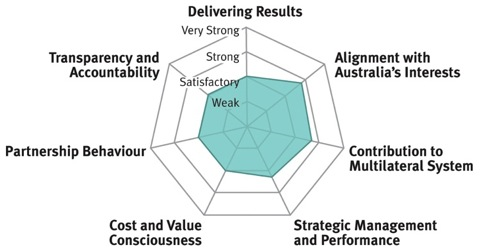 Delivering Results
Very Strong
Strong
Satisfactory
Weak
Transparency and
Accountability
Alignment with
Australia's Interests
Partnership Behaviour
Contribution to
Multilateral System
Cost and Value
Consciousness
Strategic Management
and Performance